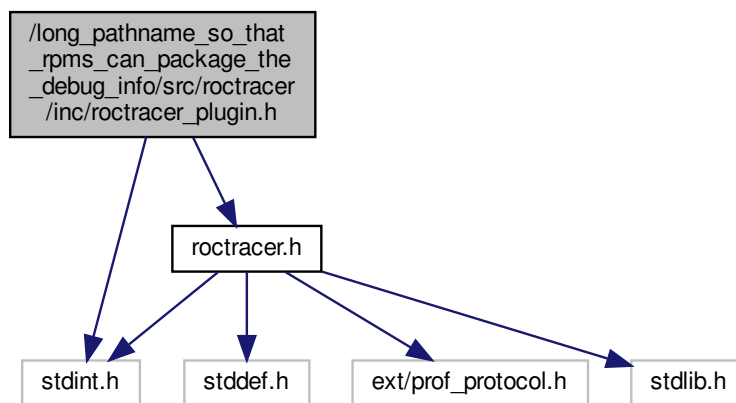 /long_pathname_so_that
_rpms_can_package_the
_debug_info/src/roctracer
/inc/roctracer_plugin.h
roctracer.h
stdint.h
stddef.h
ext/prof_protocol.h
stdlib.h